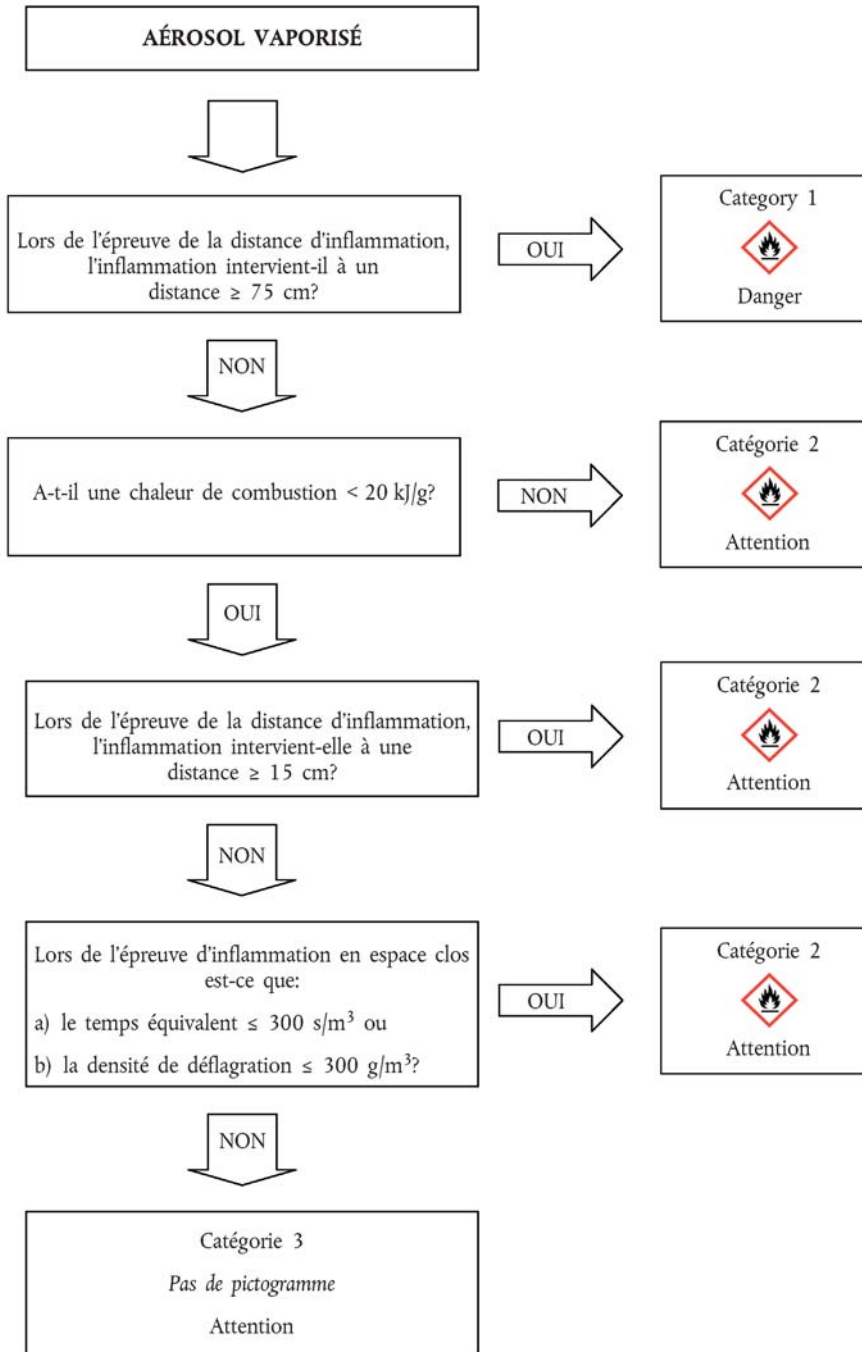 AÉROSOL VAPORISÉ
Lors de l'épreuve de la distance d'inflammation,
l'inflammation intervient-il à un
distance ≥ 75 cm?
OUI
Category 1
Danger
NON
A-t-il une chaleur de combustion < 20 kJ/g?
NON
Catégorie 2
Attention
OUI
Lors de l'épreuve de la distance d'inflammation,
l'inflammation intervient-elle à une
distance ≥ 15 cm?
OUI
Catégorie 2
Attention
NON
Lors de l'épreuve d'inflammation en espace clos
est-ce que:
a) le temps équivalent ≤ 300 s/m³ ou
b) la densité de déflagration ≤ 300 g/m³?
OUI
Catégorie 2
Attention
NON
Catégorie 3
Pas de pictogramme
Attention